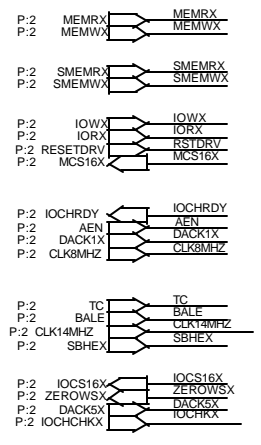 P:2 MEMRX MEMRX
P:2 MEMWX MEMWX
P:2 SMEMRX SMEMRX
P:2 SMEMWX SMEMWX
P:2 IOWX IOWX
P:2 IORX IORX
P:2 RESETDRV RSTDRV
P:2 MCS16X MCS16X
P:2 IOCHRDY IOCHRDY
P:2 AEN AEN
P:2 DACK1X DACK1X
P:2 CLK8MHZ CLK8MHZ
P:2 TC TC
P:2 BALE BALE
P:2 CLK14MHZ CLK14MHZ
P:2 SBHEX SBHEX
P:2 IOCS16X IOCS16X
P:2 ZEROWSX ZEROWSX
P:2 DACK5X DACK5X
P:2 IOCHCHKX IOCHKX